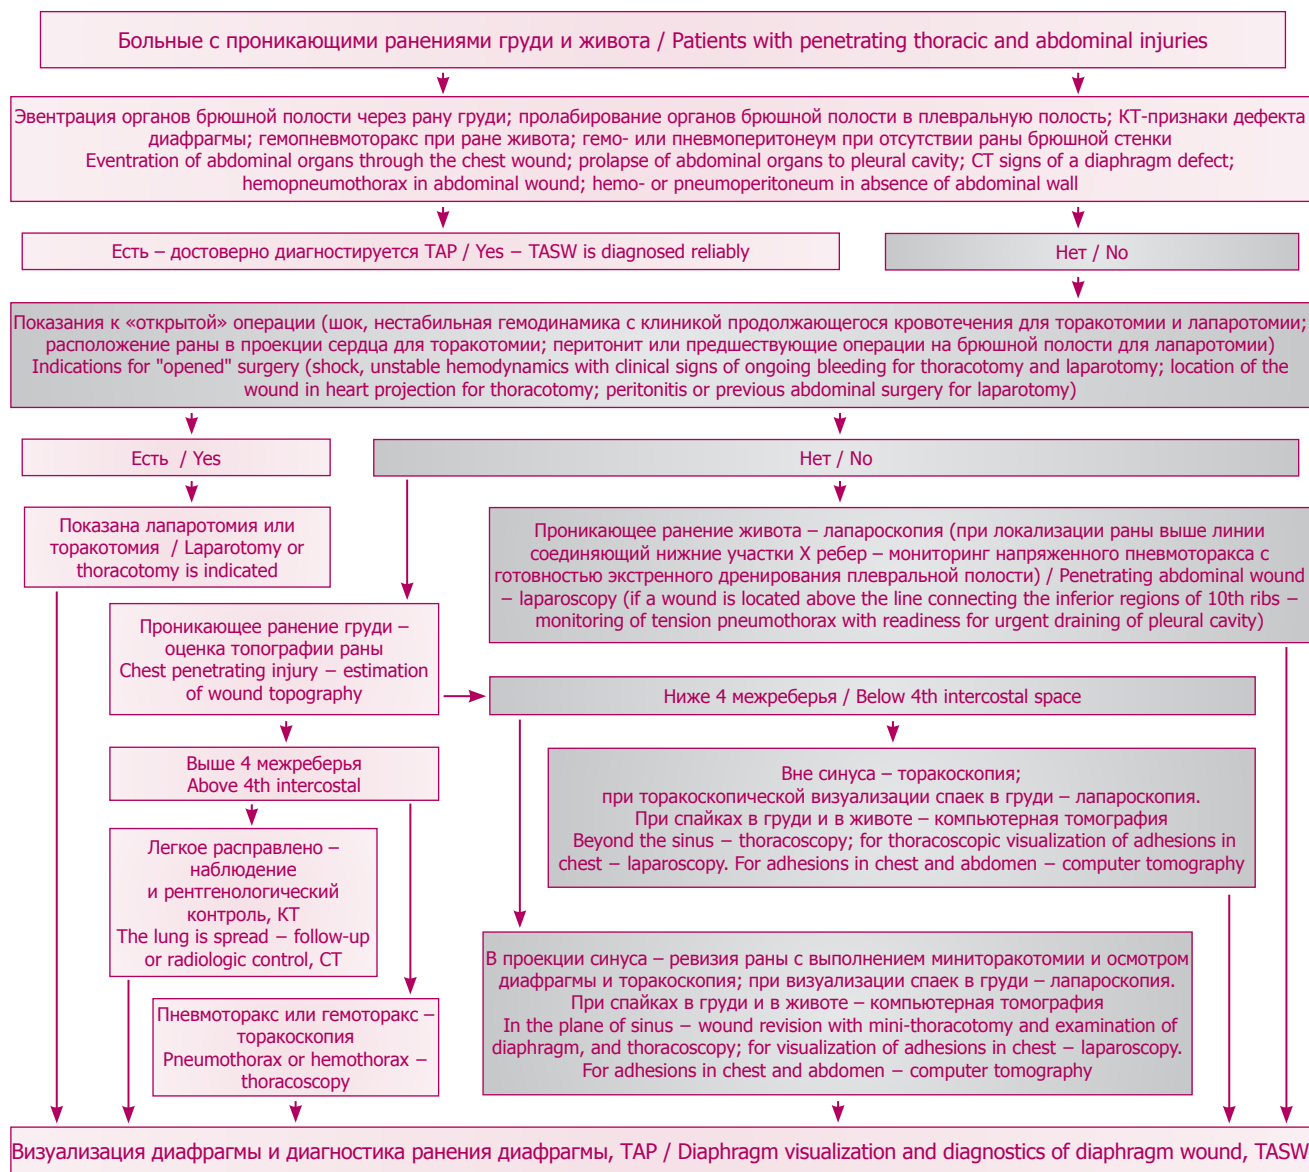 Больные с проникающими ранениями груди и живота / Patients with penetrating thoracic and abdominal injuries
Эвентрация органов брюшной полости через рану груди; пролабирование органов брюшной полости в плевральную полость; КТ-признаки дефекта
диафрагмы; гемопневмоторакс при ране живота; гемо- или пневмоперитонеум при отсутствии раны брюшной стенки
Eventration of abdominal organs through the chest wound; prolapse of abdominal organs to pleural cavity; CT signs of a diaphragm defect;
hemopneumothorax in abdominal wound; hemo- or pneumoperitoneum in absence of abdominal wall
Есть – достоверно диагностируется ТАР / Yes – TASW is diagnosed reliably
Нет / No
Показания к «открытой» операции (шок, нестабильная гемодинамика с клиникой продолжающегося кровотечения для торакотомии и лапаротомии;
расположение раны в проекции сердца для торакотомии; перитонит или предшествующие операции на брюшной полости для лапаротомии)
Indications for "opened" surgery (shock, unstable hemodynamics with clinical signs of ongoing bleeding for thoracotomy and laparotomy; location of the
wound in heart projection for thoracotomy; peritonitis or previous abdominal surgery for laparotomy)
Есть / Yes
Нет / No
Показана лапаротомия или
торакотомия / Laparotomy or
thoracotomy is indicated
Проникающее ранение живота – лапароскопия (при локализации раны выше линии
соединяющий нижние участки X ребер – мониторинг напряженного пневмоторакса с
готовностью экстренного дренирования плевральной полости) / Penetrating abdominal wound
– laparoscopy (if a wound is located above the line connecting the inferior regions of 10th ribs –
monitoring of tension pneumothorax with readiness for urgent draining of pleural cavity)
Проникающее ранение груди –
оценка топографии раны
Chest penetrating injury – estimation
of wound topography
Ниже 4 межреберья / Below 4th intercostal space
Выше 4 межреберья
Above 4th intercostal
Вне синуса – торакоскопия;
при торакоскопической визуализации спаек в груди – лапароскопия.
При спайках в груди и в животе – компьютерная томография
Beyond the sinus – thoracoscopy; for thoracoscopic visualization of adhesions in
chest – laparoscopy. For adhesions in chest and abdomen – computer tomography
Легкое расправлено –
наблюдение
и рентгенологический
контроль, КТ
The lung is spread – follow-up
or radiologic control, CT
В проекции синуса – ревизия раны с выполнением миниторакотомии и осмотром
диафрагмы и торакоскопия; при визуализации спаек в груди – лапароскопия.
При спайках в груди и в животе – компьютерная томография
In the plane of sinus – wound revision with mini-thoracotomy and examination of
diaphragm, and thoracoscopy; for visualization of adhesions in chest – laparoscopy.
For adhesions in chest and abdomen – computer tomography
Пневмоторакс или гемоторакс –
торакоскопия
Pneumothorax or hemothorax –
thoracoscopy
Визуализация диафрагмы и диагностика ранения диафрагмы, ТАР / Diaphragm visualization and diagnostics of diaphragm wound, TASW